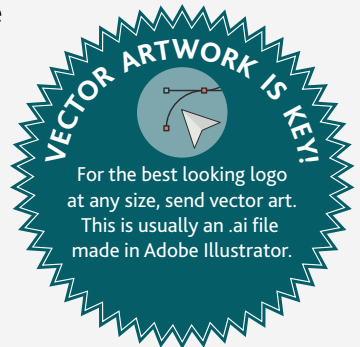 e
VECTOR ARTWORK IS KEY!
For the best looking logo
at any size, send vector art.
This is usually an .ai file
made in Adobe Illustrator.